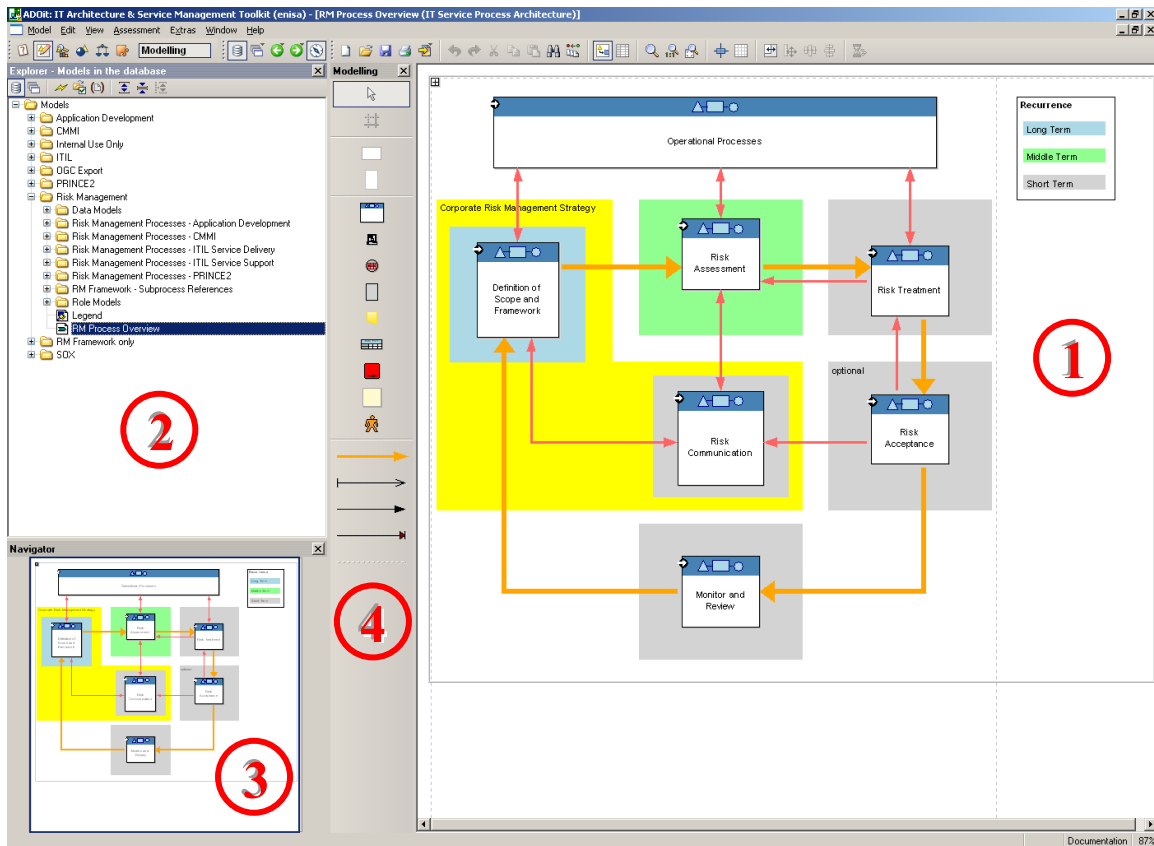 ADOit: IT Architecture & Service Management Toolkit (enisa) - [RM Process Overview (IT Service Process Architecture)]
Model Edit View Assessment Extras Window Help
Modelling
Explorer - Models in the database
Models
Application Development
CMMI
Internal Use Only
ITIL
OGC Export
PRINCE2
Risk Management
Data Models
Risk Management Processes - Application Development
Risk Management Processes - CMMI
Risk Management Processes - ITIL Service Delivery
Risk Management Processes - ITIL Service Support
Risk Management Processes - PRINCE2
RM Framework - Subprocess References
Role Models
Legend
RM Process Overview
RM Framework only
SOX
2
Navigator
3
Modelling
4
Operational Processes
Recurrence
Long Term
Middle Term
Short Term
Corporate Risk Management Strategy
Risk
Assessment
Definition of
Scope and
Framework
Risk Treatment
1
optional
Risk
Communication
Risk
Acceptance
Monitor and
Review
Documentation 87%